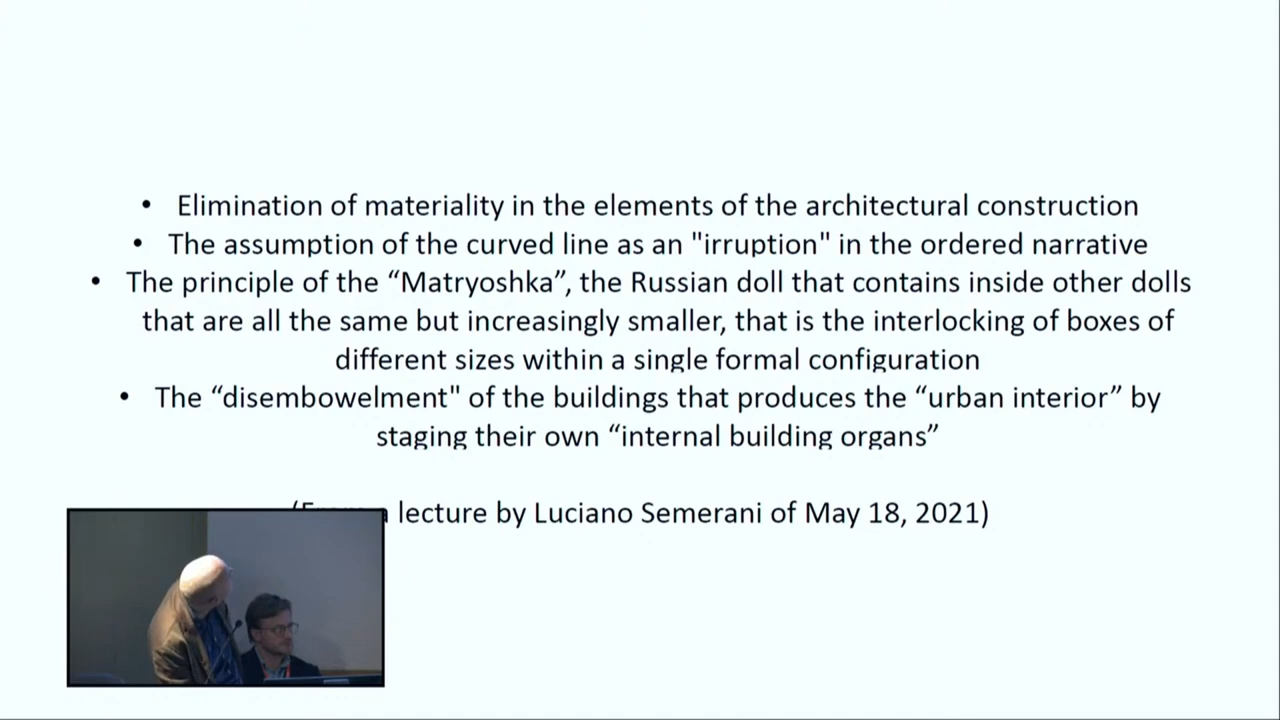 • Elimination of materiality in the elements of the architectural construction
• The assumption of the curved line as an "irruption" in the ordered narrative
• The principle of the “Matryoshka”, the Russian doll that contains inside other dolls
that are all the same but increasingly smaller, that is the interlocking of boxes of
different sizes within a single formal configuration
• The “disembowelment" of the buildings that produces the “urban interior” by
staging their own “internal building organs”
lecture by Luciano Semerani of May 18, 2021)